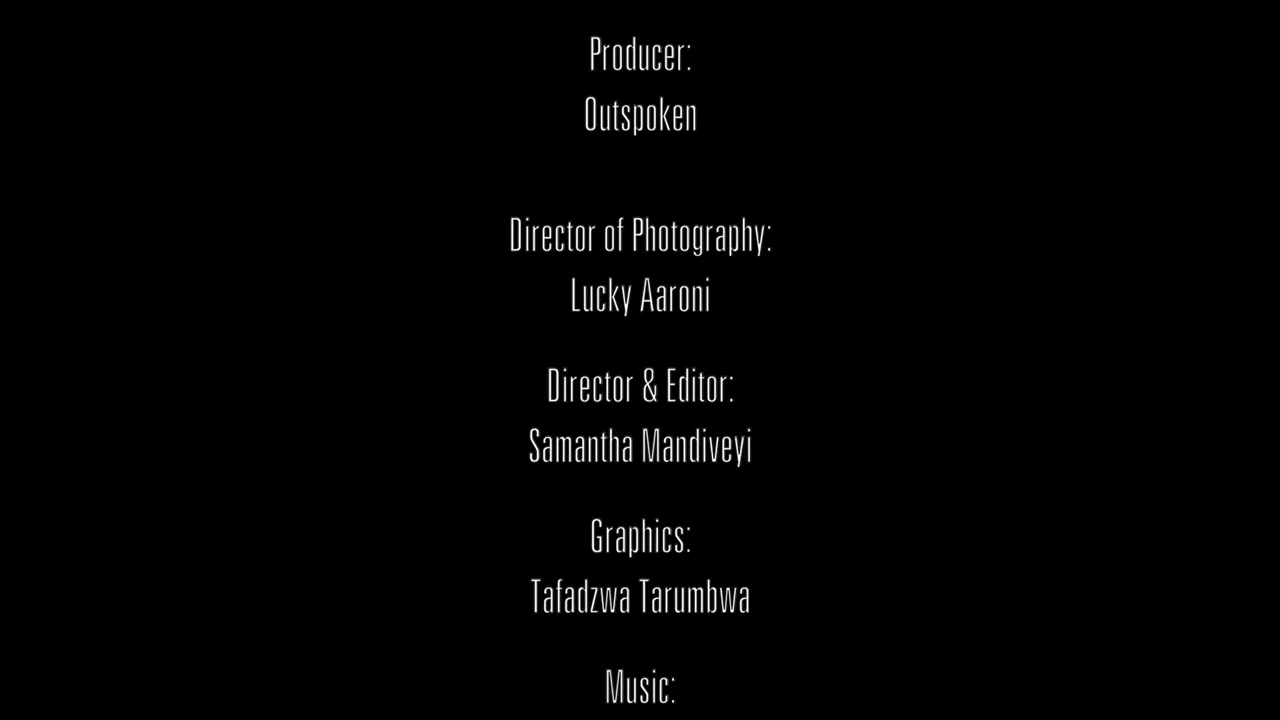 Producer:
Outspoken
Director of Photography:
Lucky Aaroni
Director & Editor:
Samantha Mandiveyi
Graphics:
Tafadzwa Tarumbwa
Music: